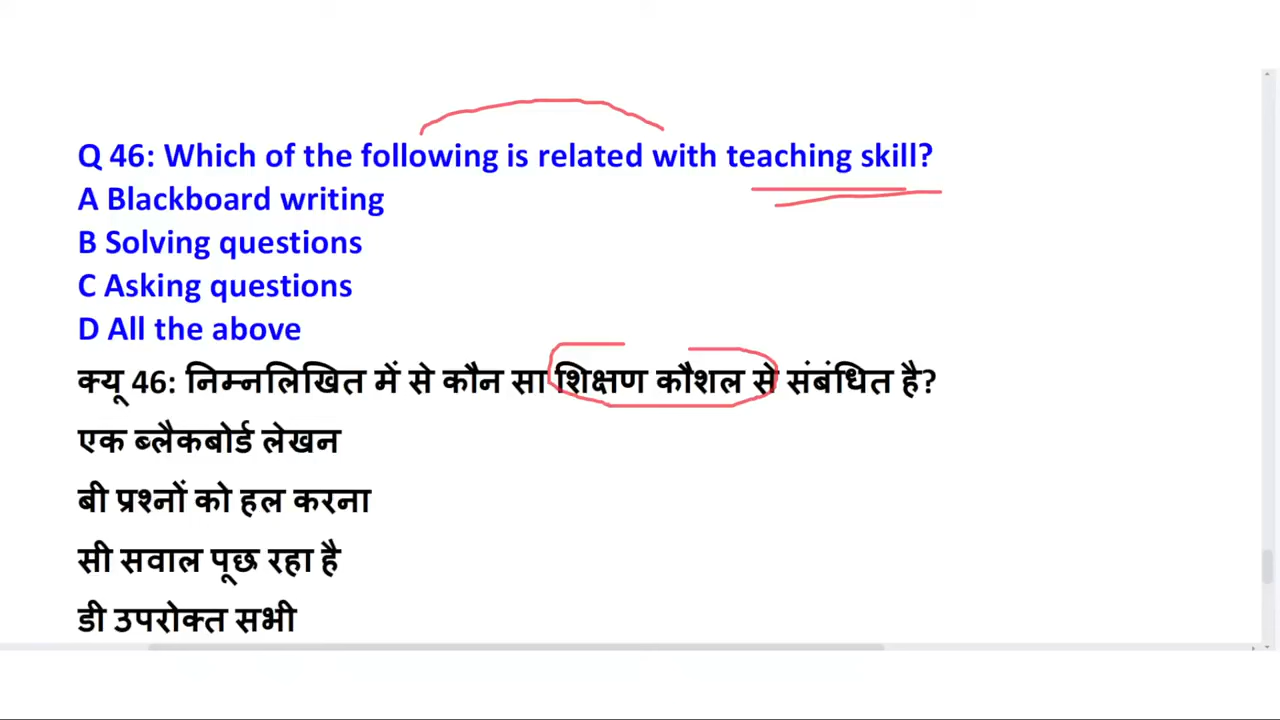 Q 46: Which of the following is related with teaching skill?
A Blackboard writing
B Solving questions
C Asking questions
D All the above
क्यू 46: निम्नलिखित में से कौन सा शिक्षण कौशल से संबंधित है?
एक ब्लैकबोर्ड लेखन
बी प्रश्नों को हल करना
सी सवाल पूछ रहा है
डी उपरोक्त सभी